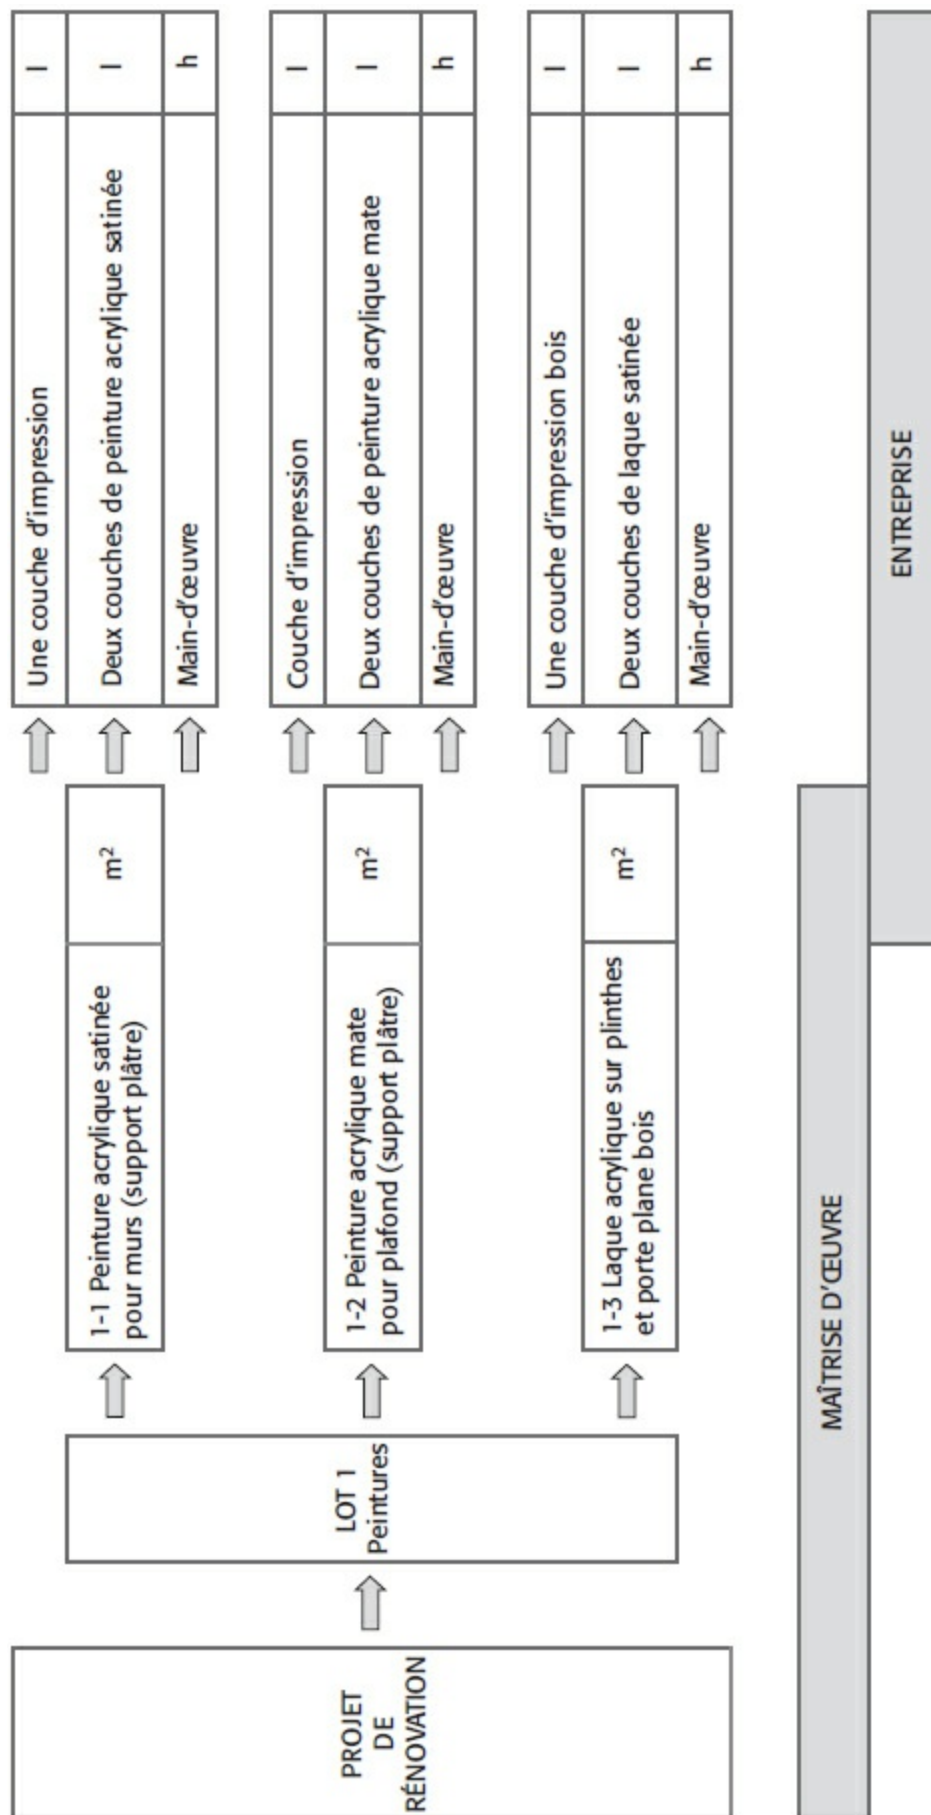 PROJET
DE
RÉNOVATION
LOT 1
Peintures
1-1 Peinture acrylique satinée
pour murs (support plâtre)
m²
Une couche d'impression
l
Deux couches de peinture acrylique satinée
l
Main-d'œuvre
h
1-2 Peinture acrylique mate
pour plafond (support plâtre)
m²
Couche d'impression
l
Deux couches de peinture acrylique mate
l
Main-d'œuvre
h
1-3 Laque acrylique sur plinthes
et porte plane bois
m²
Une couche d'impression bois
l
Deux couches de laque satinée
l
Main-d'œuvre
h
MAÎTRISE D'ŒUVRE
ENTREPRISE